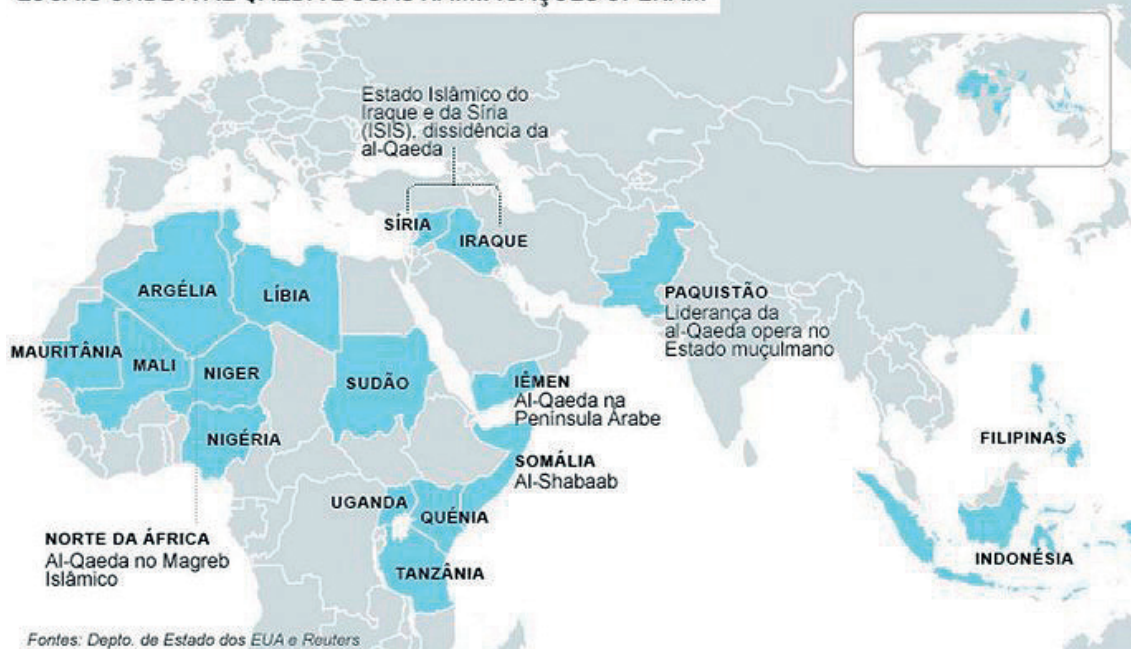 Estado Islâmico do
Iraque e da Síria
(ISIS), dissidência da
al-Qaeda
SÍRIA
IRAQUE
ARGÉLIA
LÍBIA
PAQUISTÃO
Liderança da
al-Qaeda opera no
Estado muçulmano
MAURITÂNIA
MALI
NIGER
SUDÃO
IÊMEN
Al-Qaeda na
Península Árabe
NIGÉRIA
FILIPINAS
SOMÁLIA
Al-Shabaab
UGANDA
QUÉNIA
NORTE DA ÁFRICA
Al-Qaeda no Magreb
Islâmico
TANZÂNIA
INDONÉSIA
Fontes: Depto. de Estado dos EUA e Reuters